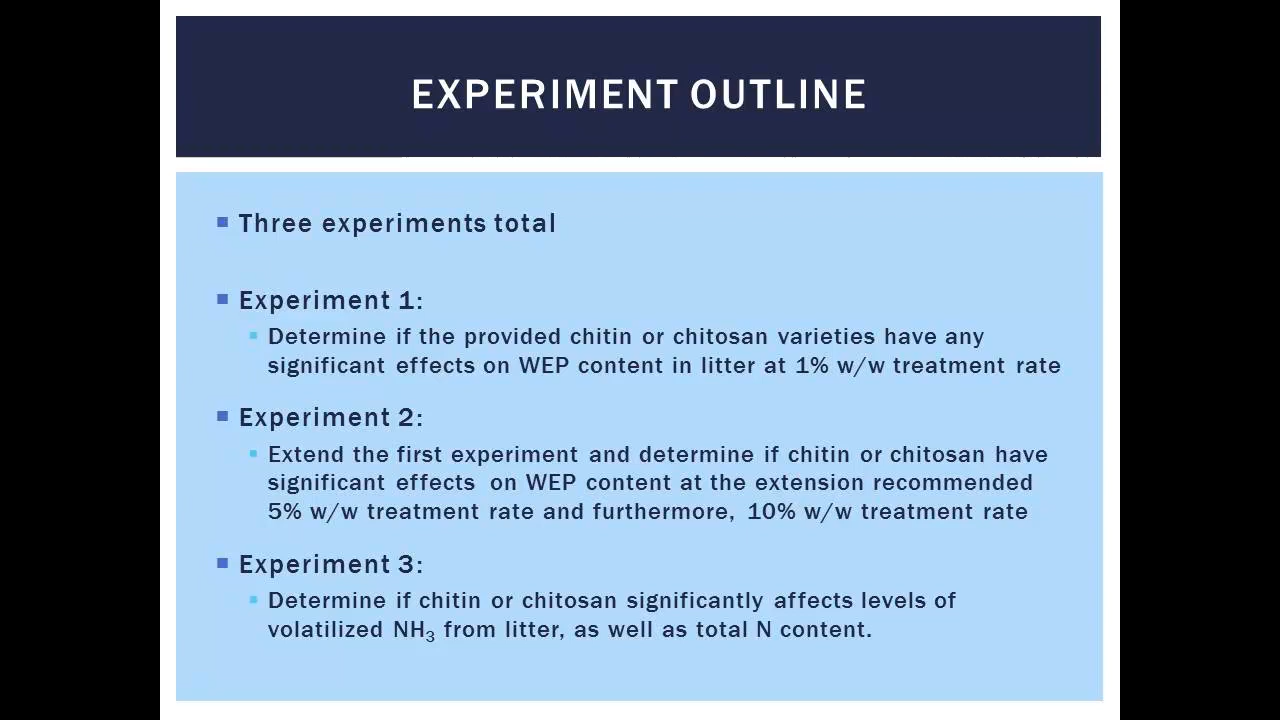 EXPERIMENT OUTLINE
Three experiments total
Experiment 1:
Determine if the provided chitin or chitosan varieties have any
significant effects on WEP content in litter at 1% w/w treatment rate
Experiment 2:
Extend the first experiment and determine if chitin or chitosan have
significant effects on WEP content at the extension recommended
5% w/w treatment rate and furthermore, 10% w/w treatment rate
Experiment 3:
Determine if chitin or chitosan significantly affects levels of
volatilized NH₃ from litter, as well as total N content.